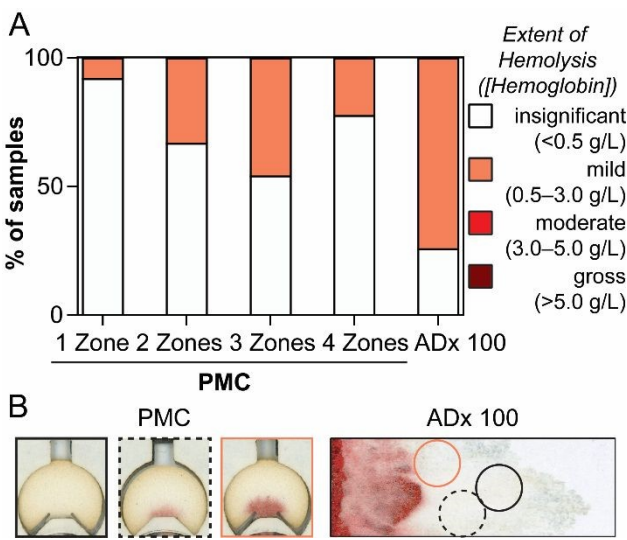 A
Extent of
Hemolysis
([Hemoglobin])
100
50
0
% of samples
insignificant
(<0.5 g/L)
mild
(0.5–3.0 g/L)
moderate
(3.0–5.0 g/L)
gross
(>5.0 g/L)
1 Zone 2 Zones 3 Zones 4 Zones ADx 100
PMC
B
PMC
ADx 100